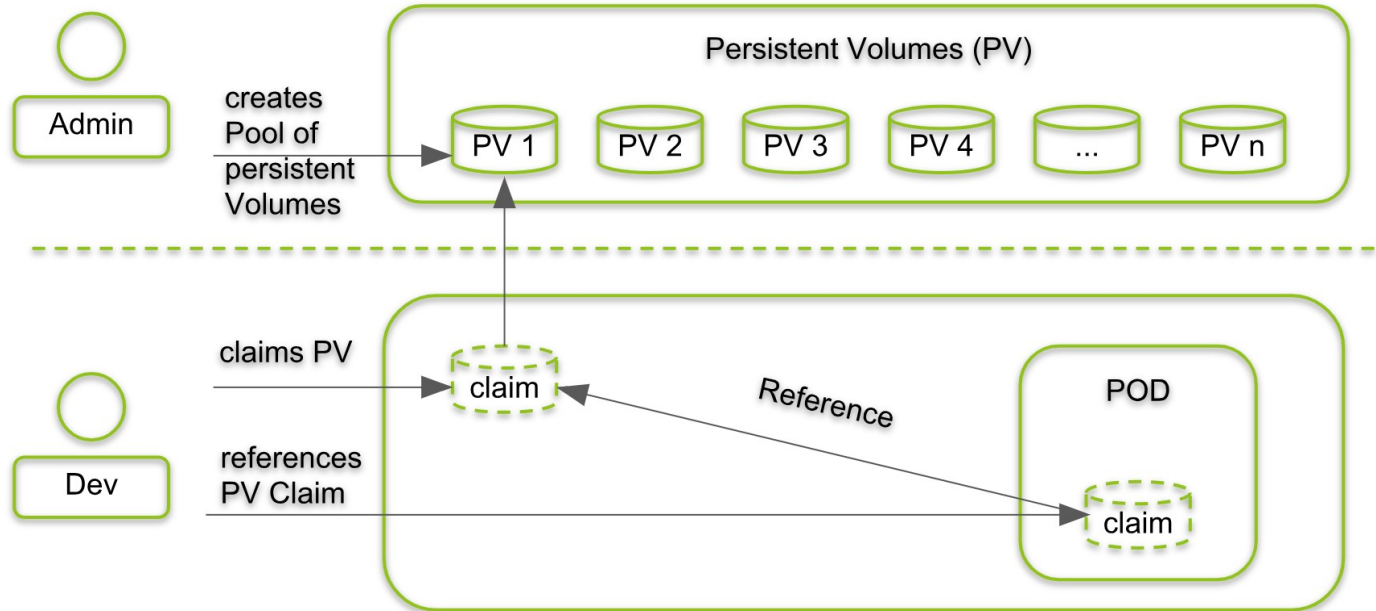 Persistent Volumes (PV)
Admin
creates
Pool of
persistent
Volumes
PV 1
PV 2
PV 3
PV 4
...
PV n
claims PV
claim
Reference
POD
Dev
references
PV Claim
claim